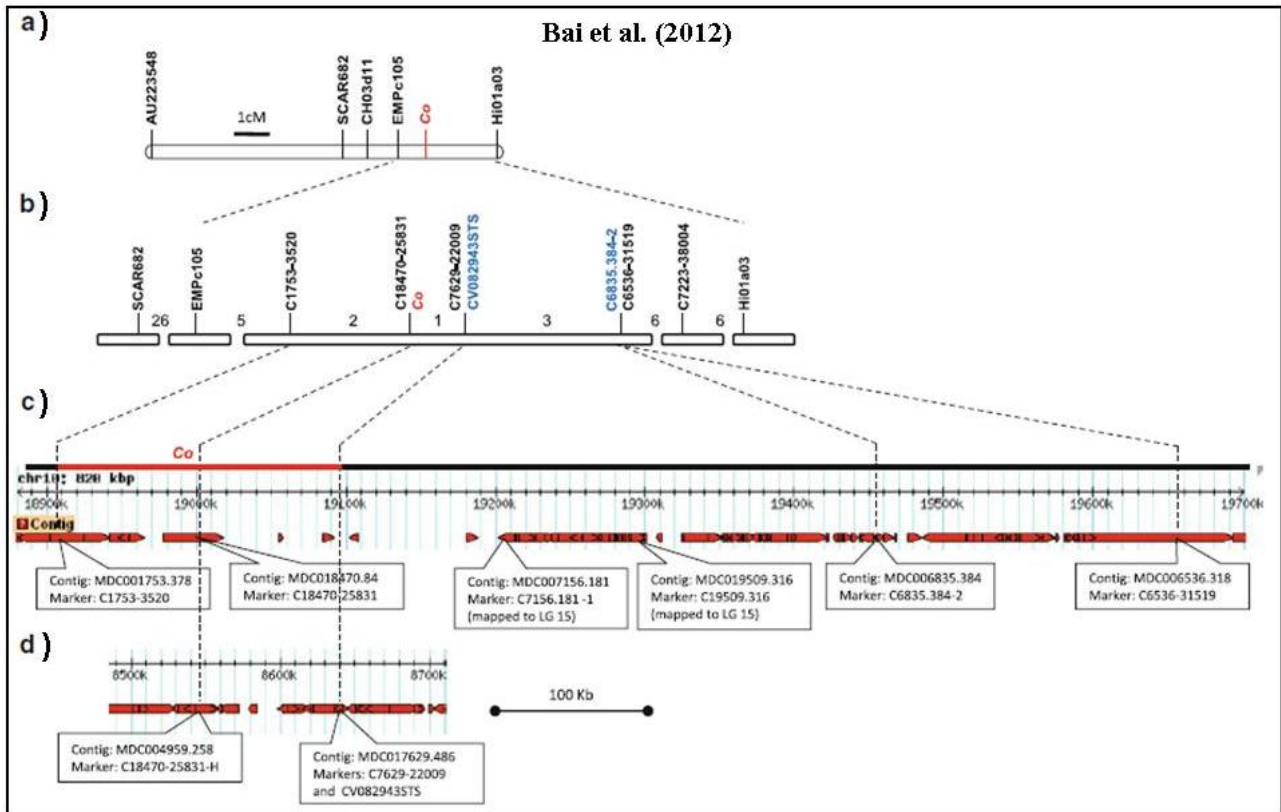 Bai et al. (2012)
a)
AU223548
SCAR682
CH03d11
EMPc105
Co
Hi01a03
1cM
b)
SCAR682
EMPc105
C1753-3520
C18470-25831
Co
C7629-22009
CV082943STS
C6835.384-2
C6536-31519
C7223-38004
Hi01a03
26 5 2 1 3 6 6
c)
Co
chr10: 820 kbp
18900k 19000k 19100k 19200k 19300k 19400k 19500k 19600k 19700k
Contig
Contig: MDC001753.378
Marker: C1753-3520
Contig: MDC018470.84
Marker: C18470-25831
Contig: MDC007156.181
Marker: C7156.181 -1
(mapped to LG 15)
Contig: MDC019509.316
Marker: C19509.316
(mapped to LG 15)
Contig: MDC006835.384
Marker: C6835.384-2
Contig: MDC006536.318
Marker: C6536-31519
d)
8500k 8600k 8700k
100 Kb
Contig: MDC004959.258
Marker: C18470-25831-H
Contig: MDC017629.486
Markers: C7629-22009
and CV082943STS